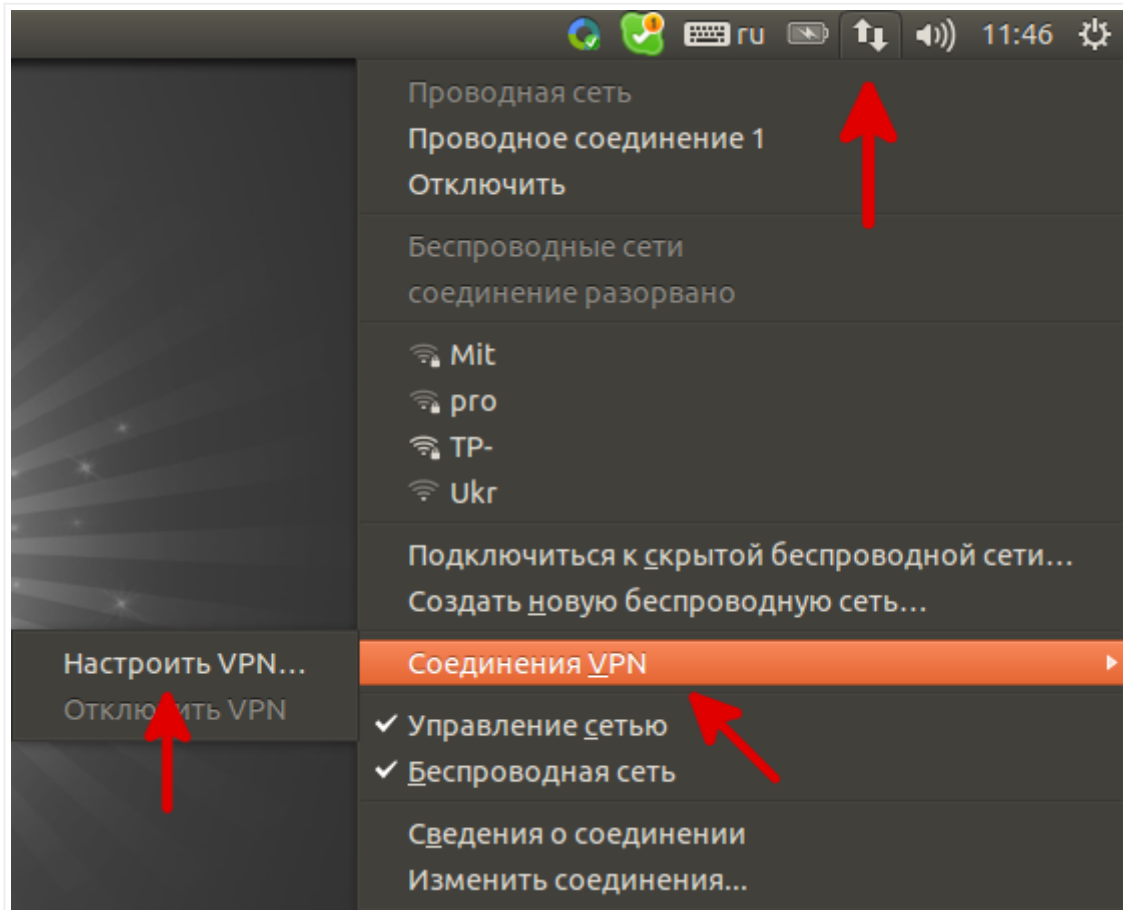 1 ru 11:46
Проводная сеть
Проводное соединение 1
Отключить
Беспроводные сети
соединение разорвано
Mit
pro
TP-
Ukr
Подключиться к скрытой беспроводной сети...
Создать новую беспроводную сеть...
Соединения VPN
Настроить VPN...
Отключить VPN
Управление сетью
Беспроводная сеть
Сведения о соединении
Изменить соединения...